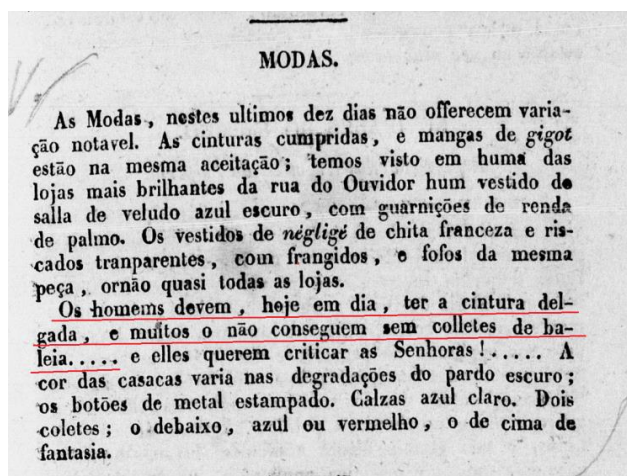 MODAS.
As Modas, nestes ultimos dez dias não offerecem varia-
ção notavel. As cinturas cumpridas, e mangas de gigot
estão na mesma aceitação; temos visto em huma das
lojas mais brilhantes da rua do Ouvidor hum vestido de
salla de veludo azul escuro, com guarnições de renda
de palmo. Os vestidos de négligé de chita franceza e ris-
cados tranparentes, com frangidos, e fofos da mesma
peça, ornão quasi todas as lojas.
Os homems devem, hoje em dia, ter a cintura del-
gada, e muitos o não conseguem sem colletes de ba-
leia..... e elles querem criticar as Senhoras!..... A
cor das casacas varia nas degradações do pardo escuro;
os botões de metal estampado. Calzas azul claro. Dois
coletes; o debaixo, azul ou vermelho, o de cima de
fantasia.